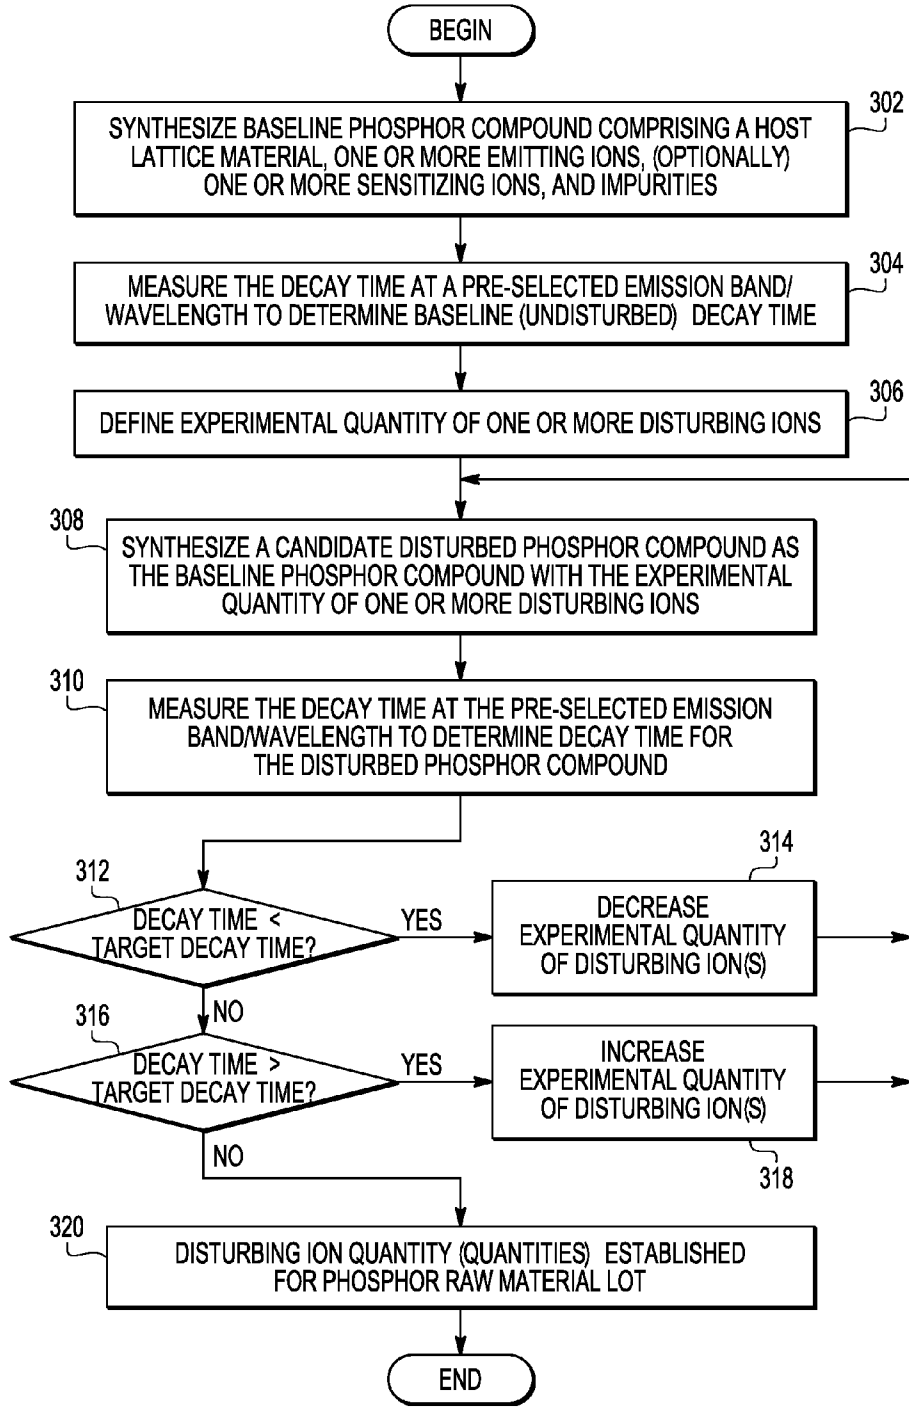 BEGIN
302
SYNTHESIZE BASELINE PHOSPHOR COMPOUND COMPRISING A HOST
LATTICE MATERIAL, ONE OR MORE EMITTING IONS, (OPTIONALLY)
ONE OR MORE SENSITIZING IONS, AND IMPURITIES
304
MEASURE THE DECAY TIME AT A PRE-SELECTED EMISSION BAND/
WAVELENGTH TO DETERMINE BASELINE (UNDISTURBED) DECAY TIME
306
DEFINE EXPERIMENTAL QUANTITY OF ONE OR MORE DISTURBING IONS
308
SYNTHESIZE A CANDIDATE DISTURBED PHOSPHOR COMPOUND AS
THE BASELINE PHOSPHOR COMPOUND WITH THE EXPERIMENTAL
QUANTITY OF ONE OR MORE DISTURBING IONS
310
MEASURE THE DECAY TIME AT THE PRE-SELECTED EMISSION
BAND/WAVELENGTH TO DETERMINE DECAY TIME FOR
THE DISTURBED PHOSPHOR COMPOUND
312
DECAY TIME <
TARGET DECAY TIME?
YES
314
DECREASE
EXPERIMENTAL QUANTITY
OF DISTURBING ION(S)
NO
316
DECAY TIME >
TARGET DECAY TIME?
YES
INCREASE
EXPERIMENTAL QUANTITY
OF DISTURBING ION(S)
318
NO
320
DISTURBING ION QUANTITY (QUANTITIES) ESTABLISHED
FOR PHOSPHOR RAW MATERIAL LOT
END